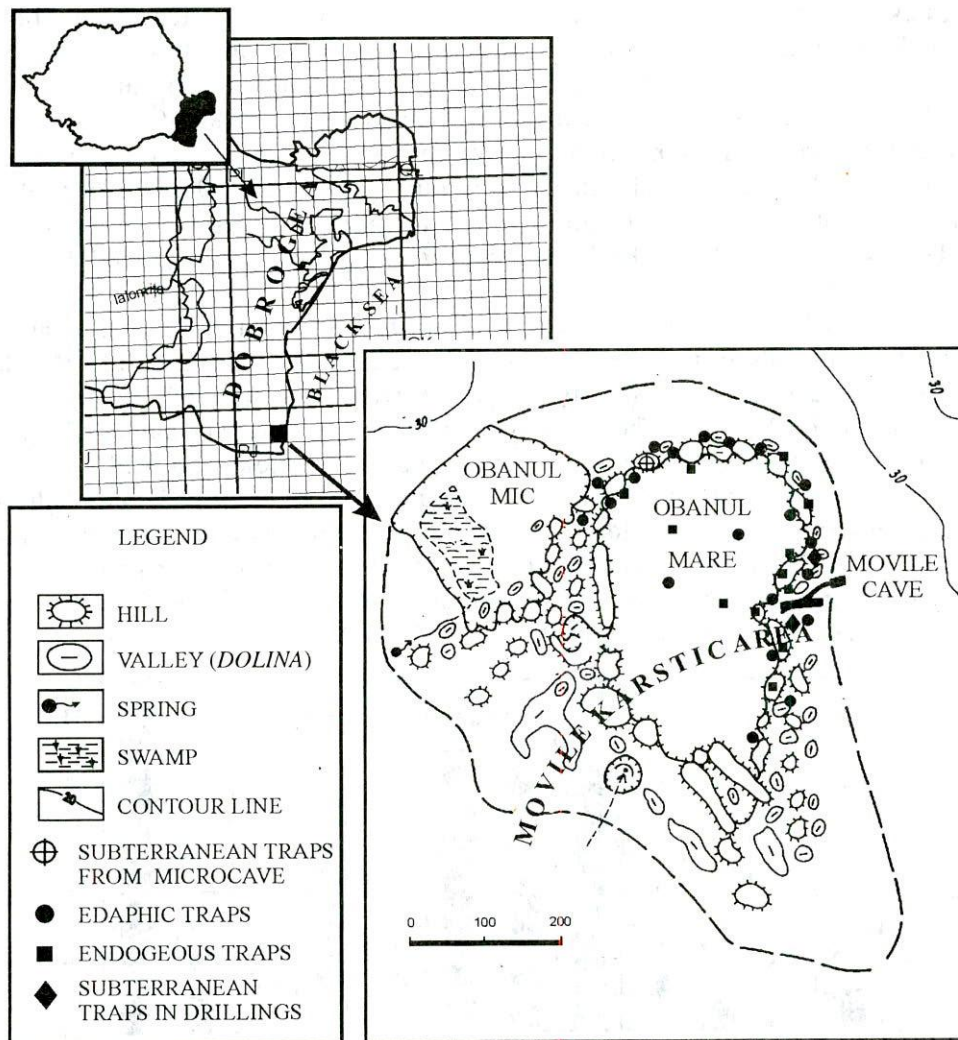 DOBROGEA
BLACK SEA
OBANUL
MIC
OBANUL
MARE
MOVILE
CAVE
MOVILE KARSTIC AREA
30
30
30
0 100 200
LEGEND
HILL
VALLEY (DOLINA)
SPRING
SWAMP
20
CONTOUR LINE
SUBTERRANEAN TRAPS
FROM MICROCAVE
EDAPHIC TRAPS
ENDOGEOUS TRAPS
SUBTERRANEAN
TRAPS IN DRILLINGS